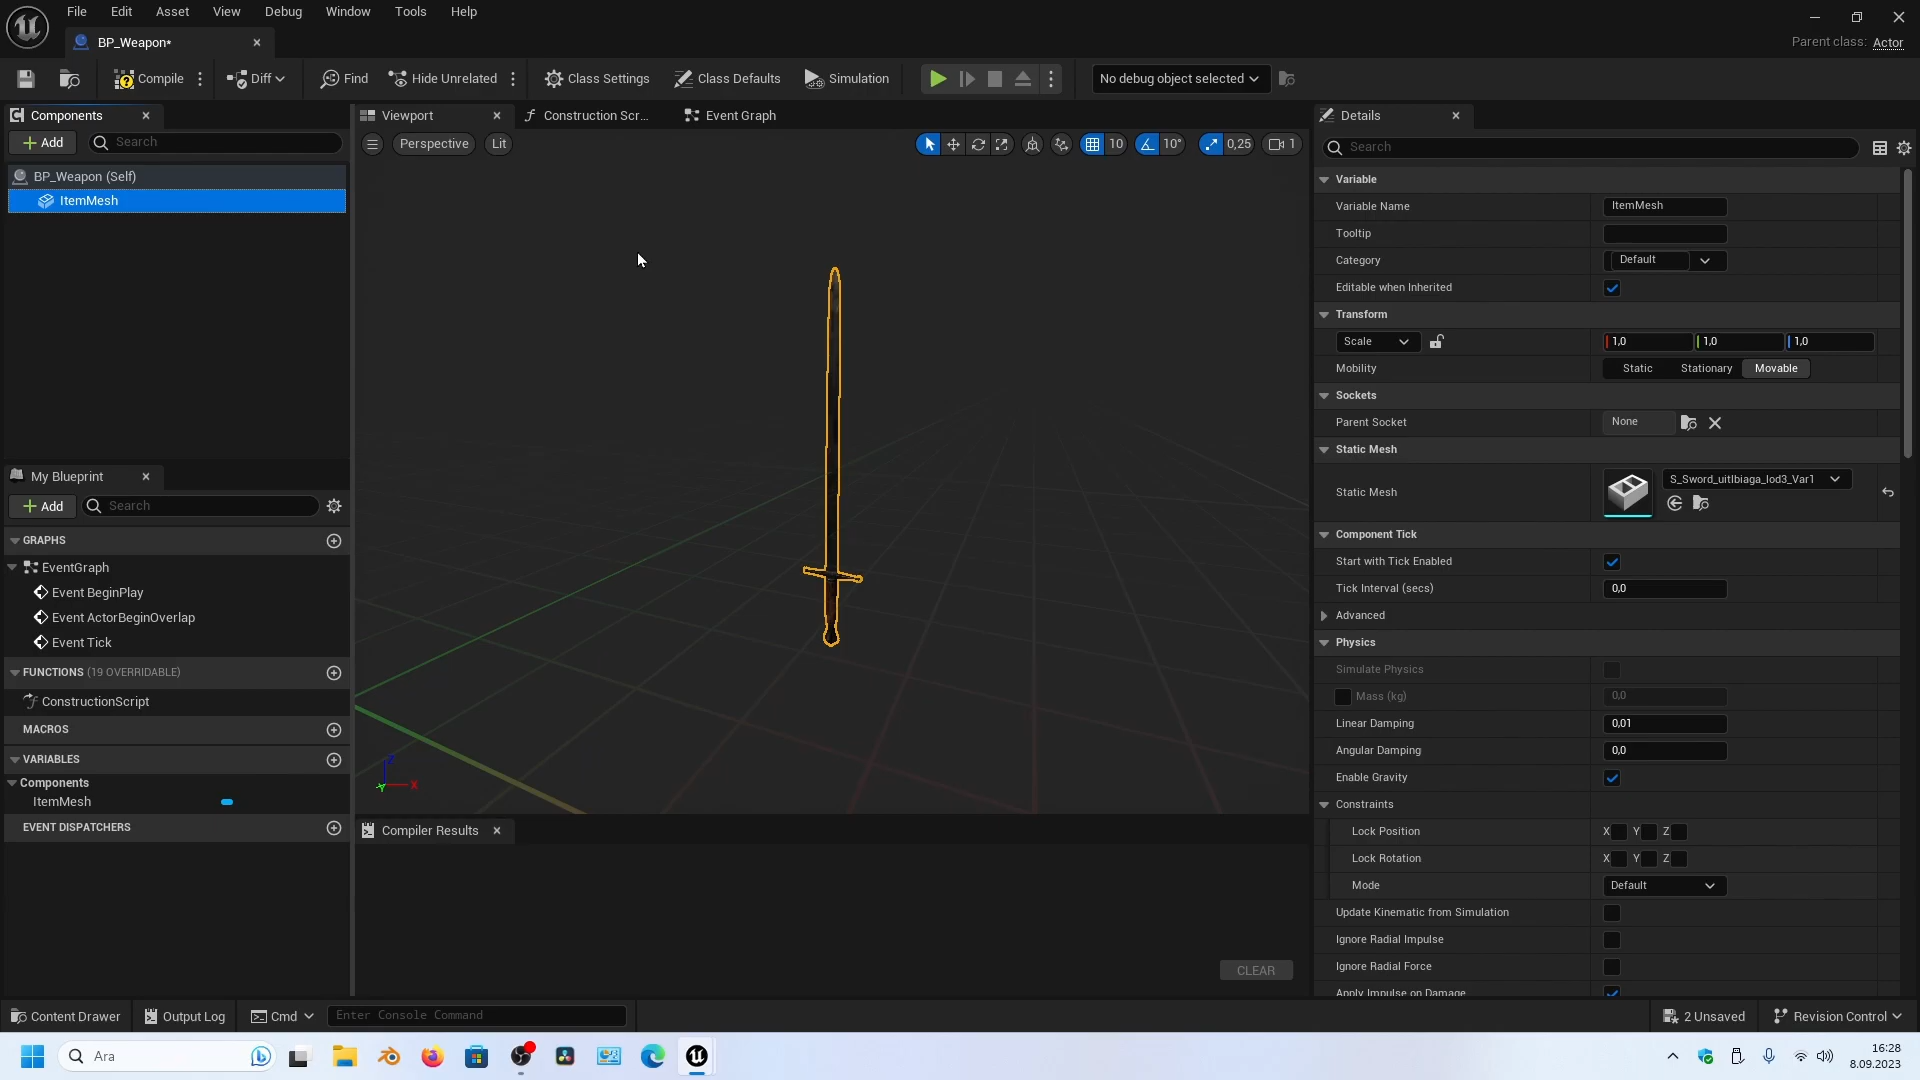 File Edit Asset View Debug Window Tools Help
BP_Weapon*
Parent class: Actor
Compile Diff Find Hide Unrelated Class Settings Class Defaults Simulation No debug object selected
Components
Add Search
BP_Weapon (Self)
ItemMesh
My Blueprint
Add Search
GRAPHS
EventGraph
Event BeginPlay
Event ActorBeginOverlap
Event Tick
FUNCTIONS (19 OVERRIDABLE)
ConstructionScript
MACROS
VARIABLES
Components
ItemMesh
EVENT DISPATCHERS
Viewport Construction Scr... Event Graph
Perspective Lit 10 10° 0,25 1
Z
Y X
Compiler Results
CLEAR
Details
Search
Variable
Variable Name ItemMesh
Tooltip
Category Default
Editable when Inherited
Transform
Scale 1,0 1,0 1,0
Mobility Static Stationary Movable
Sockets
Parent Socket None
Static Mesh
Static Mesh S_Sword_uitlbiaga_lod3_Var1
Component Tick
Start with Tick Enabled
Tick Interval (secs) 0,0
Advanced
Physics
Simulate Physics
Mass (kg) 0,0
Linear Damping 0,01
Angular Damping 0,0
Enable Gravity
Constraints
Lock Position X Y Z
Lock Rotation X Y Z
Mode Default
Update Kinematic from Simulation
Ignore Radial Impulse
Ignore Radial Force
Apply Impulse on Damage
Content Drawer Output Log Cmd Enter Console Command 2 Unsaved Revision Control
Ara
16:28
8.09.2023